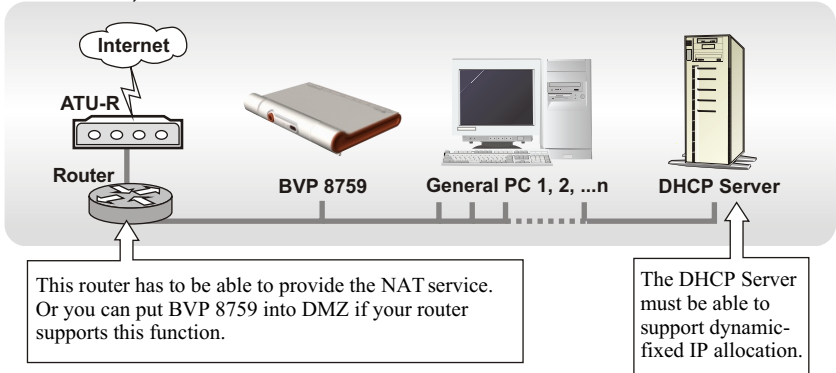 Internet
ATU-R
Router
BVP 8759
General PC 1, 2, ...n
DHCP Server
This router has to be able to provide the NAT service.
Or you can put BVP 8759 into DMZ if your router
supports this function.
The DHCP Server
must be able to
support dynamic-
fixed IP allocation.